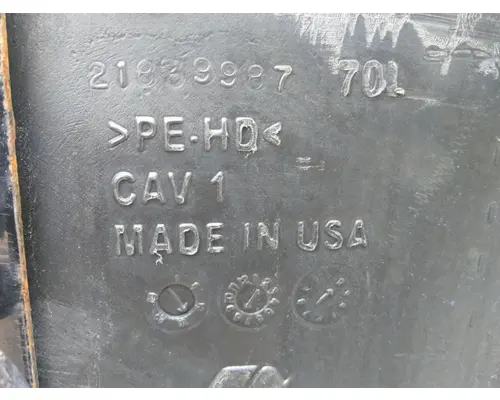 21839987 70L
>PE-HD<
CAV 1
MADE IN USA